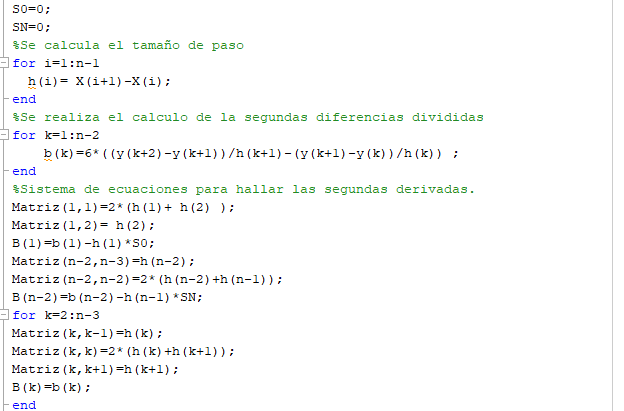 S0=0;
SN=0;
%Se calcula el tamaño de paso
for i=1:n-1
h(i)= X(i+1)-X(i);
end
%Se realiza el calculo de la segundas diferencias divididas
for k=1:n-2
b(k)=6*((y(k+2)-y(k+1))/h(k+1)-(y(k+1)-y(k))/h(k)) ;
end
%Sistema de ecuaciones para hallar las segundas derivadas.
Matriz(1,1)=2*(h(1)+ h(2) );
Matriz(1,2)= h(2);
B(1)=b(1)-h(1)*S0;
Matriz(n-2,n-3)=h(n-2);
Matriz(n-2,n-2)=2*(h(n-2)+h(n-1));
B(n-2)=b(n-2)-h(n-1)*SN;
for k=2:n-3
Matriz(k,k-1)=h(k);
Matriz(k,k)=2*(h(k)+h(k+1));
Matriz(k,k+1)=h(k+1);
B(k)=b(k);
end